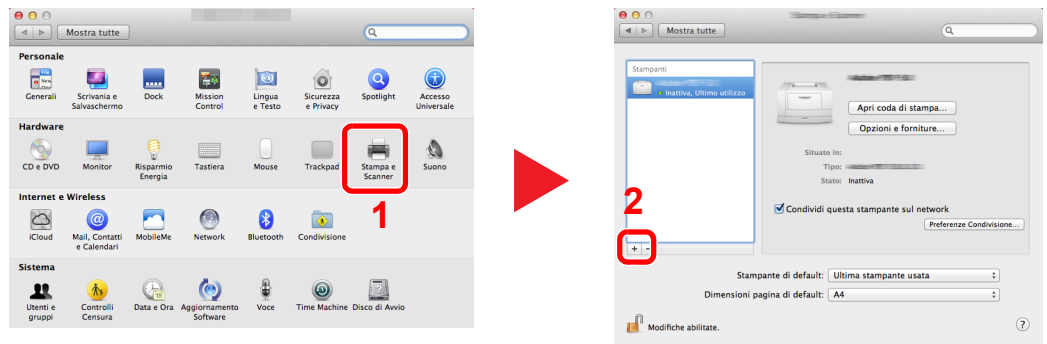 Mostra tutte
Personale
Generali
Scrivania e
Salvaschermo
Dock
Mission
Control
Lingua
e Testo
Sicurezza
e Privacy
Spotlight
Accesso
Universale
Hardware
CD e DVD
Monitor
Risparmio
Energia
Tastiera
Mouse
Trackpad
Stampa e
Scanner
Suono
1
Internet e Wireless
iCloud
Mail, Contatti
e Calendari
MobileMe
Network
Bluetooth
Condivisione
Sistema
Utenti e
gruppi
Controlli
Censura
Data e Ora
Aggiornamento
Software
Voce
Time Machine
Disco di Avvio
Mostra tutte
Stampanti
Inattiva, Ultimo utilizzo
Apri coda di stampa...
Opzioni e forniture...
Situato in:
Tipo:
Stato: Inattiva
2
Condividi questa stampante sul network
Preferenze Condivisione...
+ -
Stampante di default: Ultima stampante usata
Dimensioni pagina di default: A4
Modifiche abilitate.
?